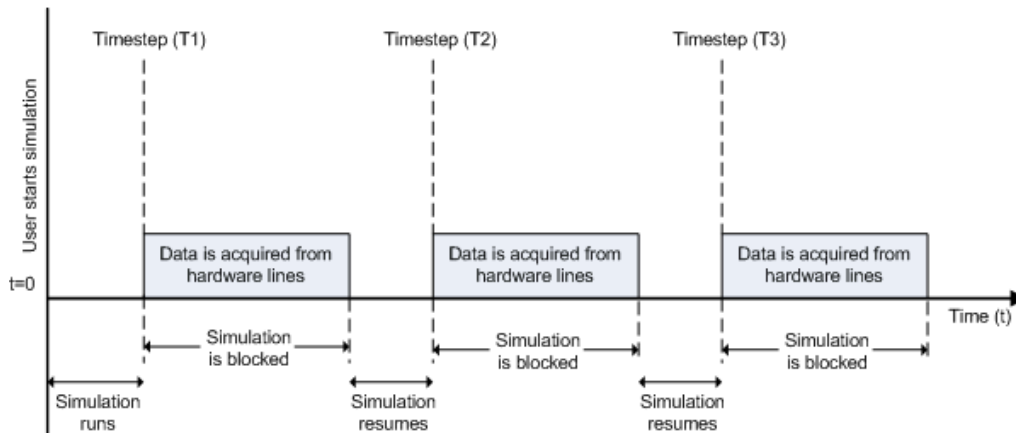 Timestep (T1)
Timestep (T2)
Timestep (T3)
User starts simulation
Data is acquired from
hardware lines
Data is acquired from
hardware lines
Data is acquired from
hardware lines
t=0
Time (t)
Simulation
is blocked
Simulation
is blocked
Simulation
is blocked
Simulation
runs
Simulation
resumes
Simulation
resumes